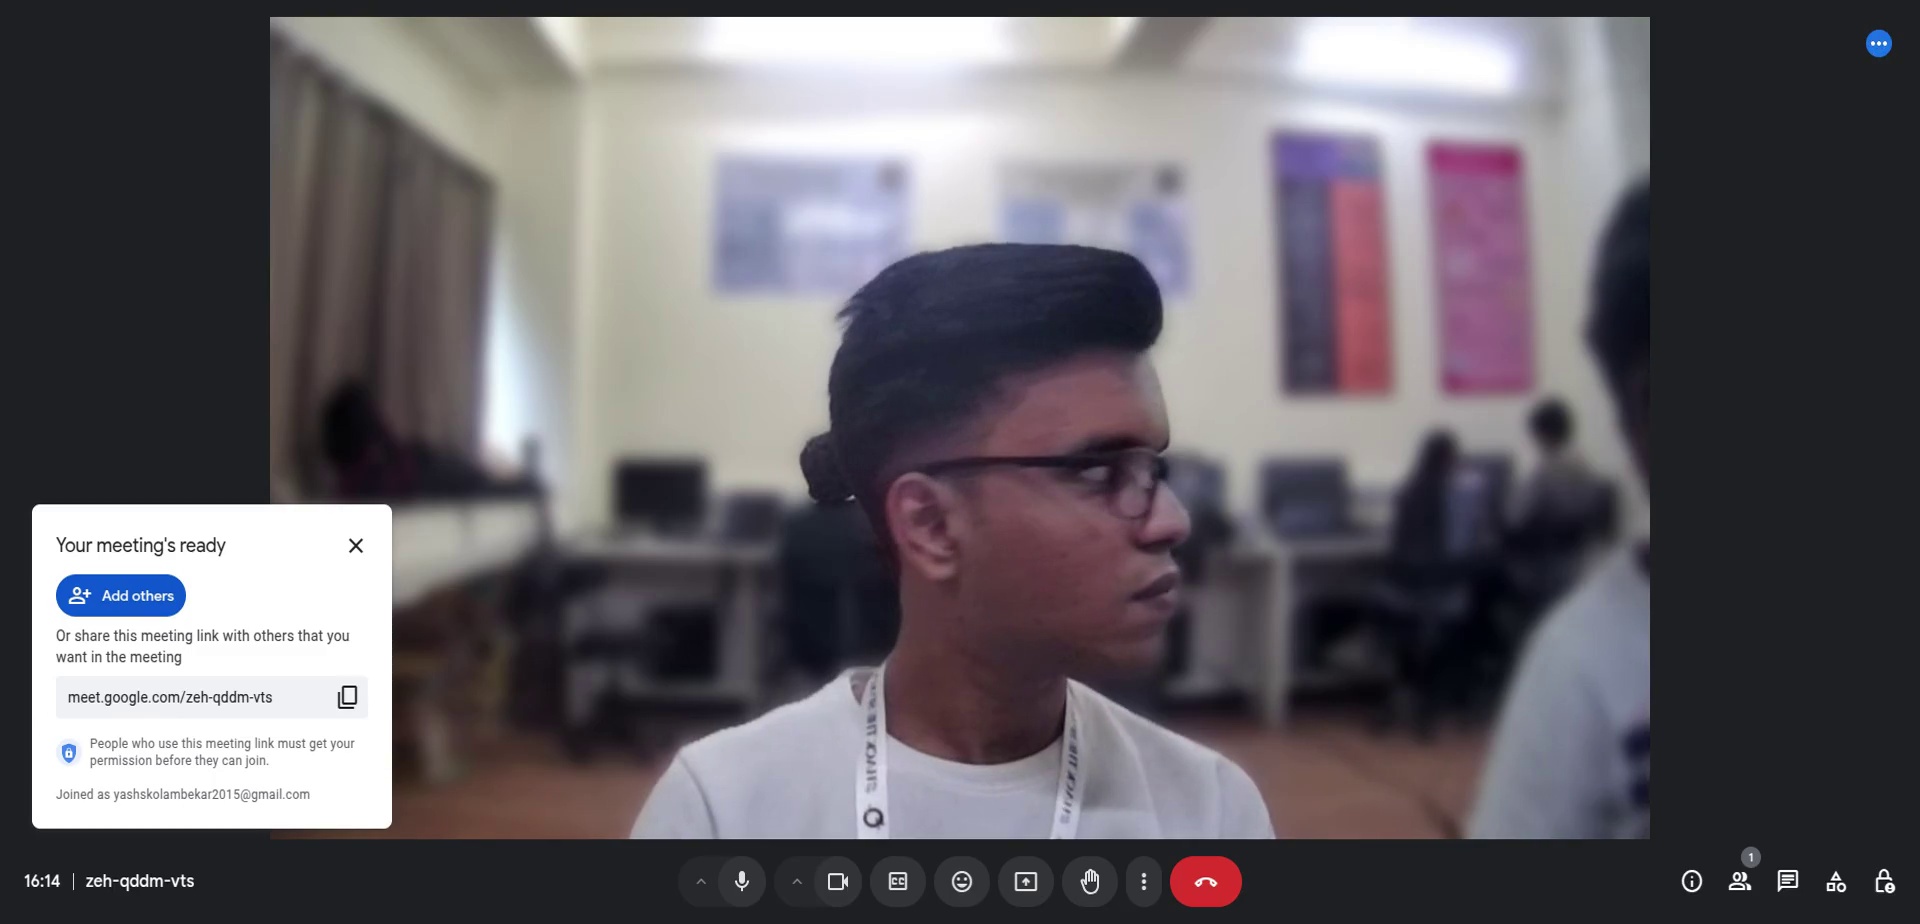 Your meeting's ready
Add others
Or share this meeting link with others that you
want in the meeting
meet.google.com/zeh-qddm-vts
People who use this meeting link must get your
permission before they can join.
Joined as yashskolambekar2015@gmail.com
16:14 | zeh-qddm-vts
CC
1